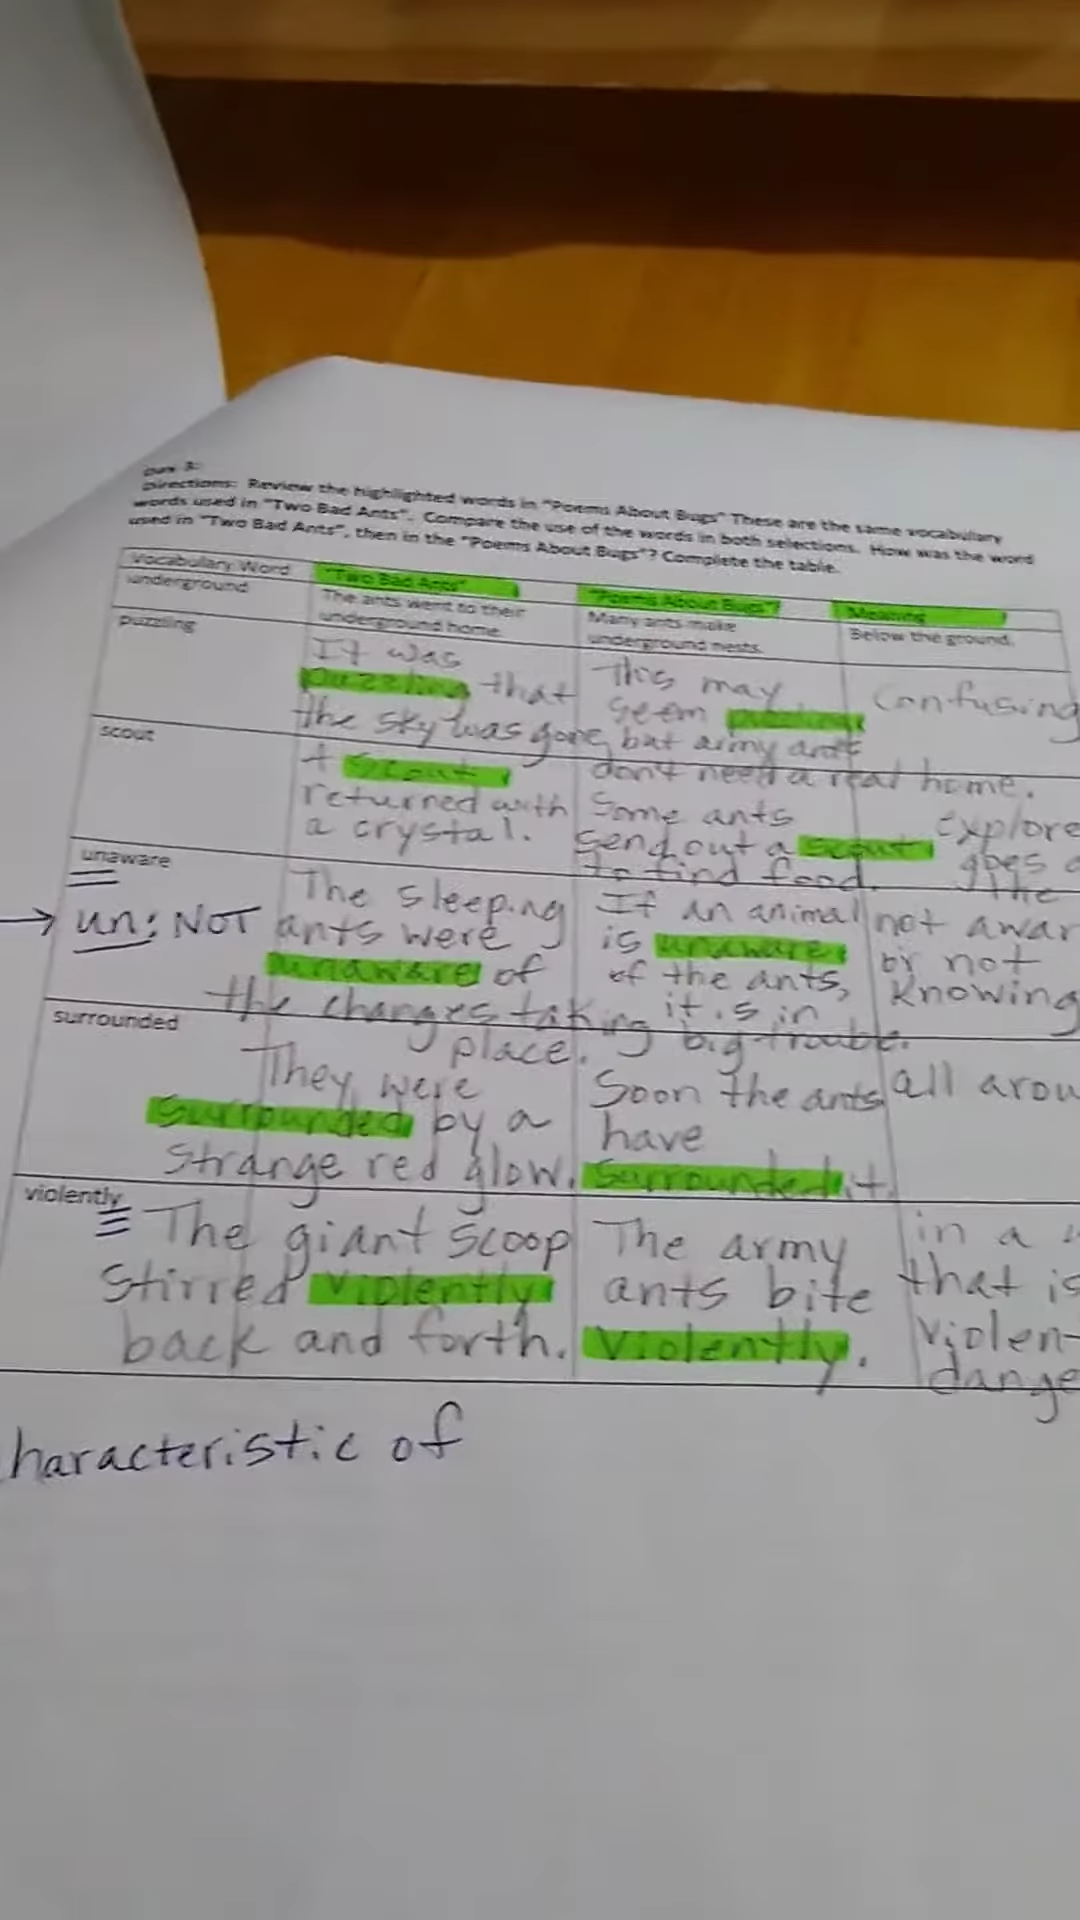 Directions: Review the highlighted words in "Poems About Bugs" These are the same vocabulary
words used in "Two Bad Ants". Compare the use of the words in both selections. How was the word
used in "Two Bad Ants", then in the "Poems About Bugs"? Complete the table.
Vocabulary Word "Two Bad Ants" "Poems About Bugs" Meaning
underground
The ants went to their
underground home.
Many ants make
underground nests.
Below the ground.
puzzling
It was
puzzling that
the sky was gone
This may
seem puzzling
but army ants
don't need a real home.
Confusing
scout
scout
returned with
a crystal.
Some ants
send out a scout
to find food.
explore
goes
the
unaware
un: NOT
The sleeping
ants were
unaware of
the changes taking
place.
If an animal
is unaware
of the ants,
it is in
big trouble.
not awar
or not
knowing
surrounded
They were
surrounded by a
strange red glow.
Soon the ants
have
surrounded it.
all arou
violently
The giant scoop
stirred violently
back and forth.
The army
ants bite
violently.
in a
that is
violen
dange
haracteristic of